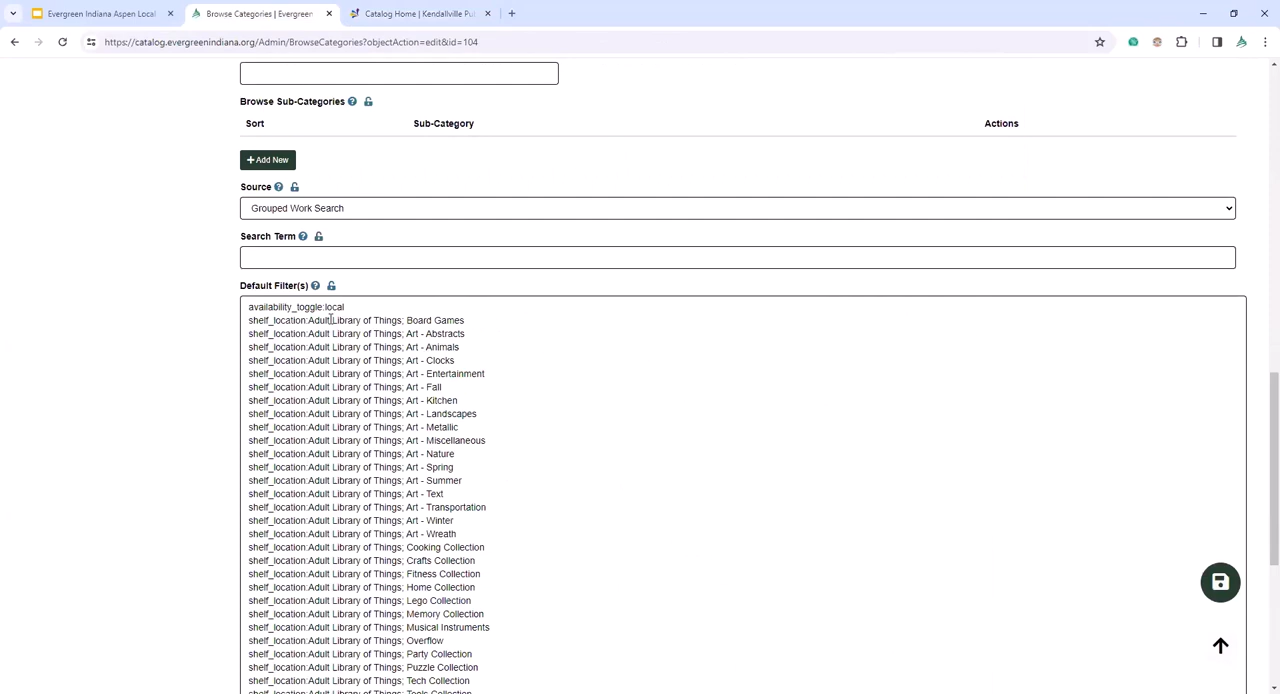 Evergreen Indiana Aspen Local
Browse Categories | Evergreen
Catalog Home | Kendallville Pu
https://catalog.evergreenindiana.org/Admin/BrowseCategories?objectAction=edit&id=104
Browse Sub-Categories
Sort Sub-Category Actions
+ Add New
Source
Grouped Work Search
Search Term
Default Filter(s)
availability_toggle:local
shelf_location:Adult Library of Things; Board Games
shelf_location:Adult Library of Things; Art - Abstracts
shelf_location:Adult Library of Things; Art - Animals
shelf_location:Adult Library of Things; Art - Clocks
shelf_location:Adult Library of Things; Art - Entertainment
shelf_location:Adult Library of Things; Art - Fall
shelf_location:Adult Library of Things; Art - Kitchen
shelf_location:Adult Library of Things; Art - Landscapes
shelf_location:Adult Library of Things; Art - Metallic
shelf_location:Adult Library of Things; Art - Miscellaneous
shelf_location:Adult Library of Things; Art - Nature
shelf_location:Adult Library of Things; Art - Spring
shelf_location:Adult Library of Things; Art - Summer
shelf_location:Adult Library of Things; Art - Text
shelf_location:Adult Library of Things; Art - Transportation
shelf_location:Adult Library of Things; Art - Winter
shelf_location:Adult Library of Things; Art - Wreath
shelf_location:Adult Library of Things; Cooking Collection
shelf_location:Adult Library of Things; Crafts Collection
shelf_location:Adult Library of Things; Fitness Collection
shelf_location:Adult Library of Things; Home Collection
shelf_location:Adult Library of Things; Lego Collection
shelf_location:Adult Library of Things; Memory Collection
shelf_location:Adult Library of Things; Musical Instruments
shelf_location:Adult Library of Things; Overflow
shelf_location:Adult Library of Things; Party Collection
shelf_location:Adult Library of Things; Puzzle Collection
shelf_location:Adult Library of Things; Tech Collection
shelf_location:Adult Library of Things; Tools Collection